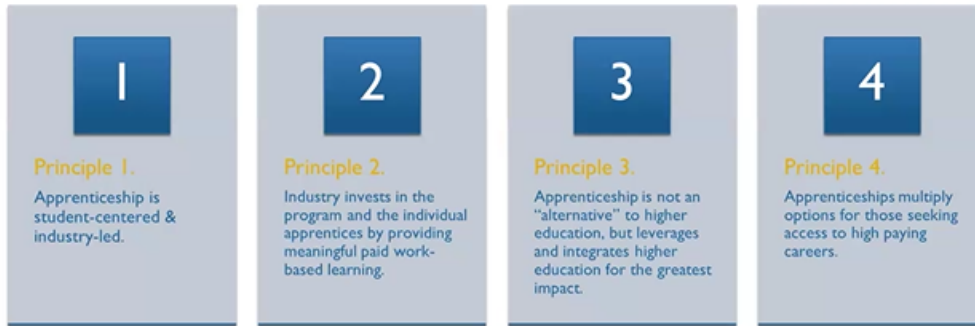 1
Principle 1.
Apprenticeship is
student-centered &
industry-led.
2
Principle 2.
Industry invests in the
program and the individual
apprentices by providing
meaningful paid work-
based learning.
3
Principle 3.
Apprenticeship is not an
“alternative” to higher
education, but leverages
and integrates higher
education for the greatest
impact.
4
Principle 4.
Apprenticeships multiply
options for those seeking
access to high paying
careers.